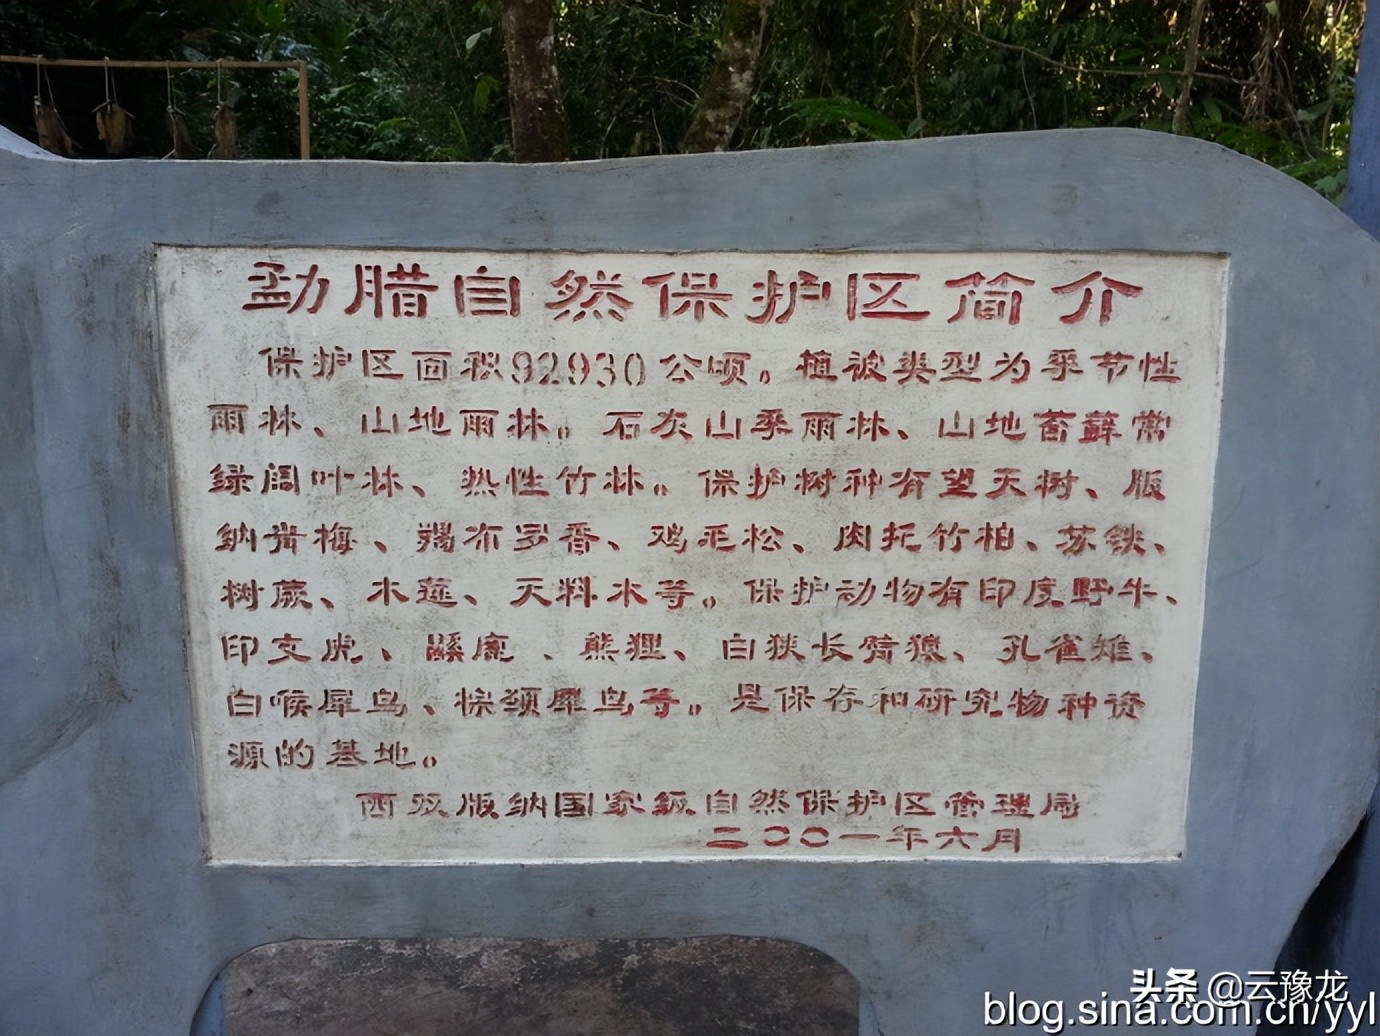 勐腊自然保护区简介
保护区面积92930公顷。植被类型为季节性
雨林、山地雨林。石灰山季雨林、山地苔藓常
绿阔叶林、热性竹林。保护树种有望天树、版
纳青梅、琴布罗香、鸡毛松、肉托竹柏、苏铁、
树蕨、木莲、天料木等。保护动物有印度野牛、
印支虎、鼷鹿、熊狸、白颊长臂猿、孔雀雉、
白喉犀鸟、棕颈犀鸟等。是保存和研究物种资
源的基地。
西双版纳国家级自然保护区管理局
二〇〇一年六月
头条 @云豫龙
blog.sina.com.cn/yyl